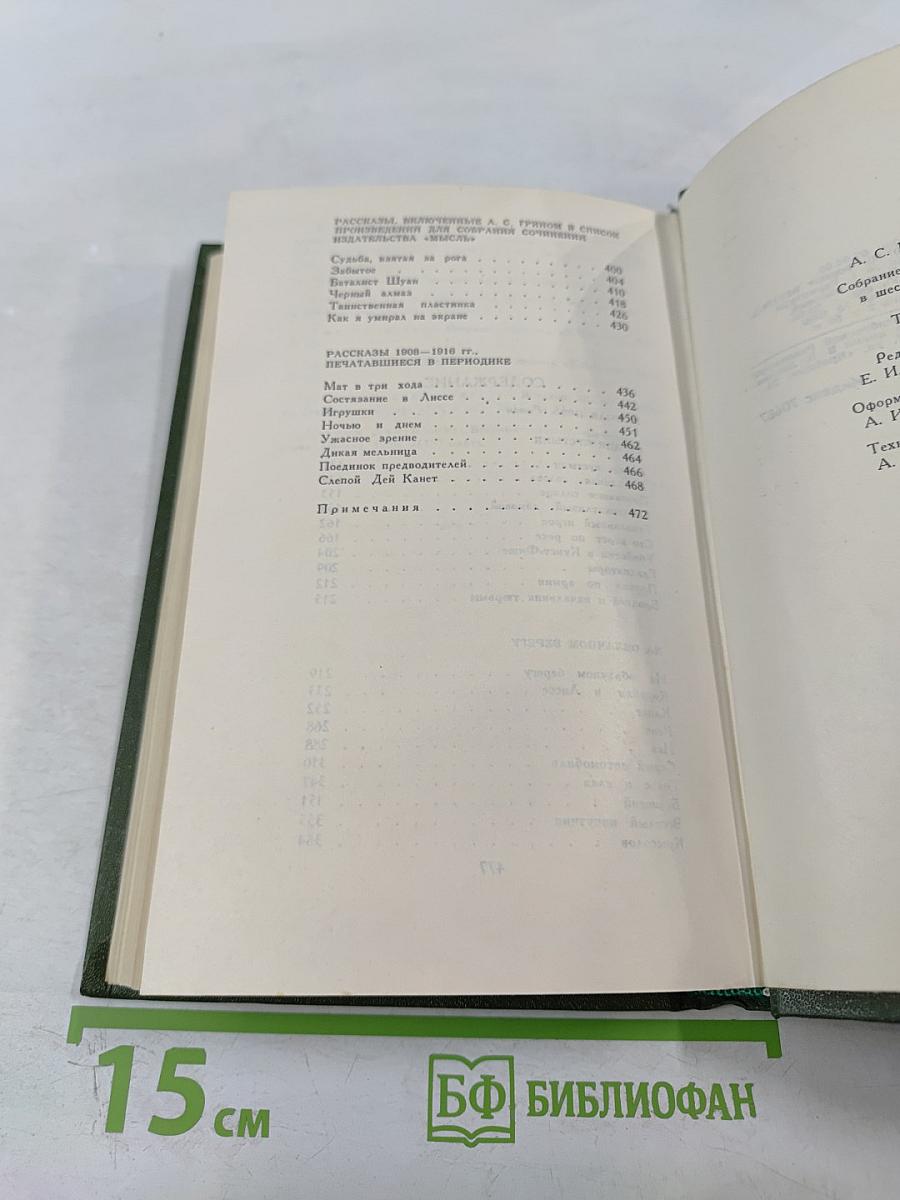 РАССКАЗЫ, ВКЛЮЧЕННЫЕ А. С. ГРИНОМ В СПИСОК
ПРОИЗВЕДЕНИЙ ДЛЯ СОБРАНИЯ СОЧИНЕНИЙ
ИЗДАТЕЛЬСТВА «МЫСЛЬ»
Судьба, взятая за рога . . . . . . . . . 400
Забытое . . . . . . . . . . . . . 404
Баталист Шуан . . . . . . . . . . . 410
Черный алмаз . . . . . . . . . . . 418
Таинственная пластинка . . . . . . . . 426
Как я умирал на экране . . . . . . . . 430
РАССКАЗЫ 1908—1916 гг.,
ПЕЧАТАВШИЕСЯ В ПЕРИОДИКЕ
Мат в три хода . . . . . . . . . . . 436
Состязание в Лиссе . . . . . . . . . . 442
Игрушки . . . . . . . . . . . . . 450
Ночью и днем . . . . . . . . . . . 451
Ужасное зрение . . . . . . . . . . . 462
Дикая мельница . . . . . . . . . . . 464
Поединок предводителей . . . . . . . . . 466
Слепой Дей Канет . . . . . . . . . . 468
Примечания . . . . . . . . . . . 472
А. С.
Собрание
в шес
Т
Ред
Е. И
Оформ
А. И
Техн
А.
15 см
БФ БИБЛИОФАН